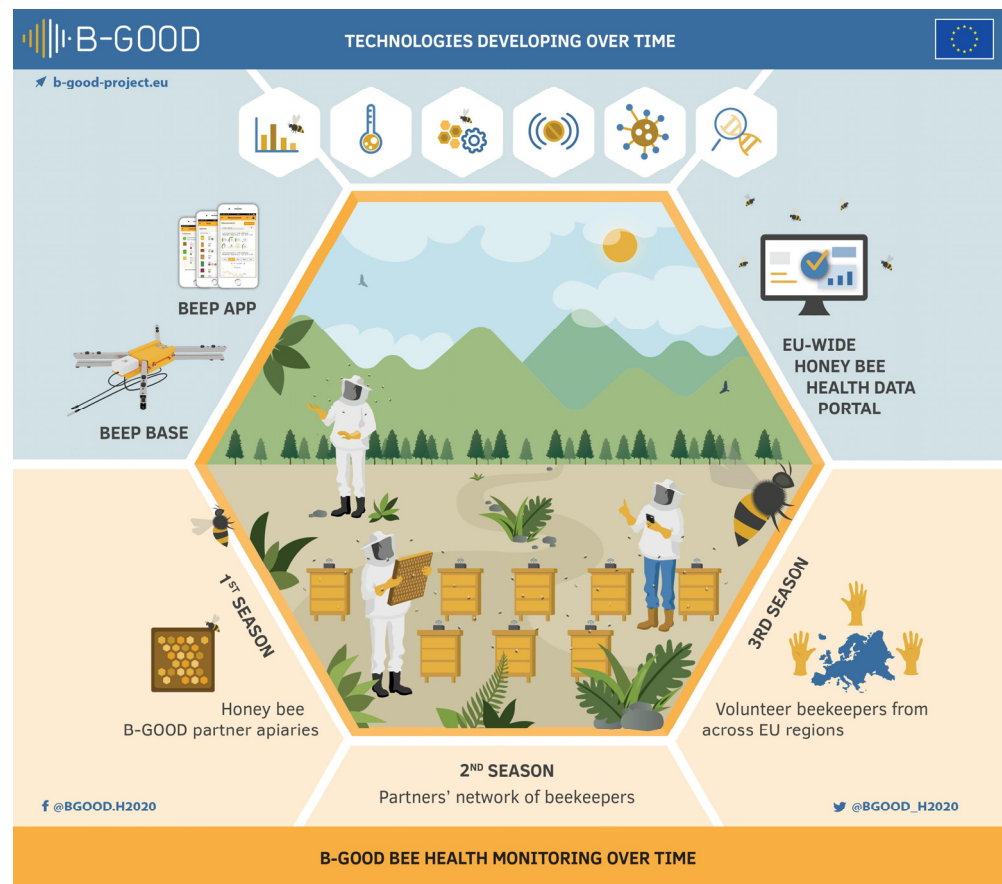 B-GOOD
TECHNOLOGIES DEVELOPING OVER TIME
b-good-project.eu
BEEP APP
BEEP BASE
EU-WIDE
HONEY BEE
HEALTH DATA
PORTAL
1ST SEASON
Honey bee
B-GOOD partner apiaries
2ND SEASON
Partners' network of beekeepers
3RD SEASON
Volunteer beekeepers from
across EU regions
@BGOOD.H2020
@BGOOD_H2020
B-GOOD BEE HEALTH MONITORING OVER TIME